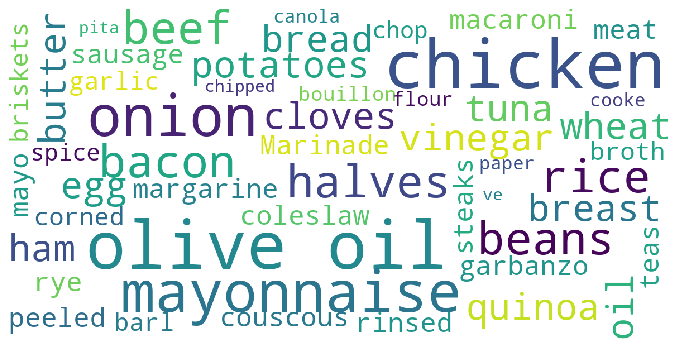 pita
canola
macaroni
meat
beef
bread
chop
sausage
potatoes
chicken
butter
briskets
garlic
chipped
bouillon
flour
cooke
onion
cloves
tuna
wheat
Marinade
vinegar
broth
spice
bacon
paper
mayo
egg
margarine
halves
steaks
ve
rice
breast
corned
coleslaw
ham
olive oil
beans
teas
garbanzo
rye
mayonnaise
quinoa
oil
peeled
barl
couscous
rinsed